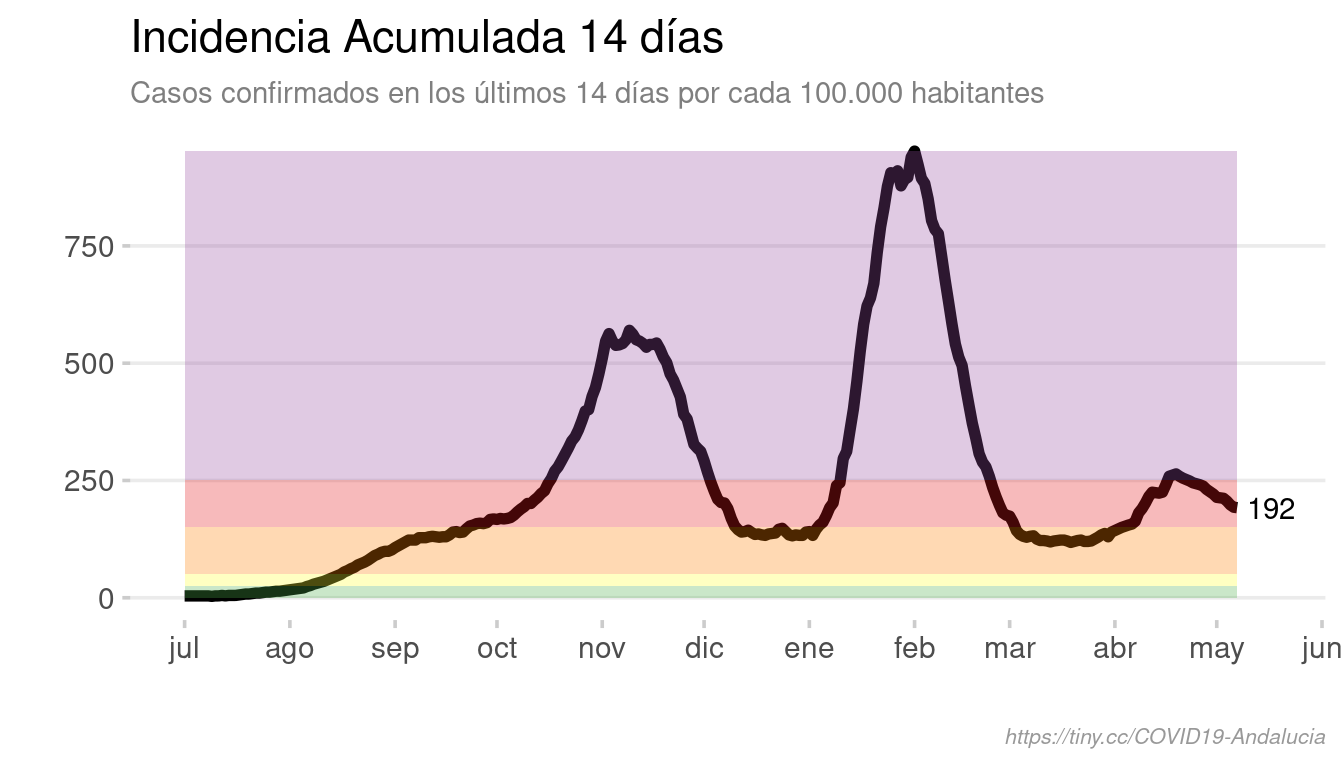 Incidencia Acumulada 14 días
Casos confirmados en los últimos 14 días por cada 100.000 habitantes
750
500
250
0
192
jul ago sep oct nov dic ene feb mar abr may jun
https://tiny.cc/COVID19-Andalucia